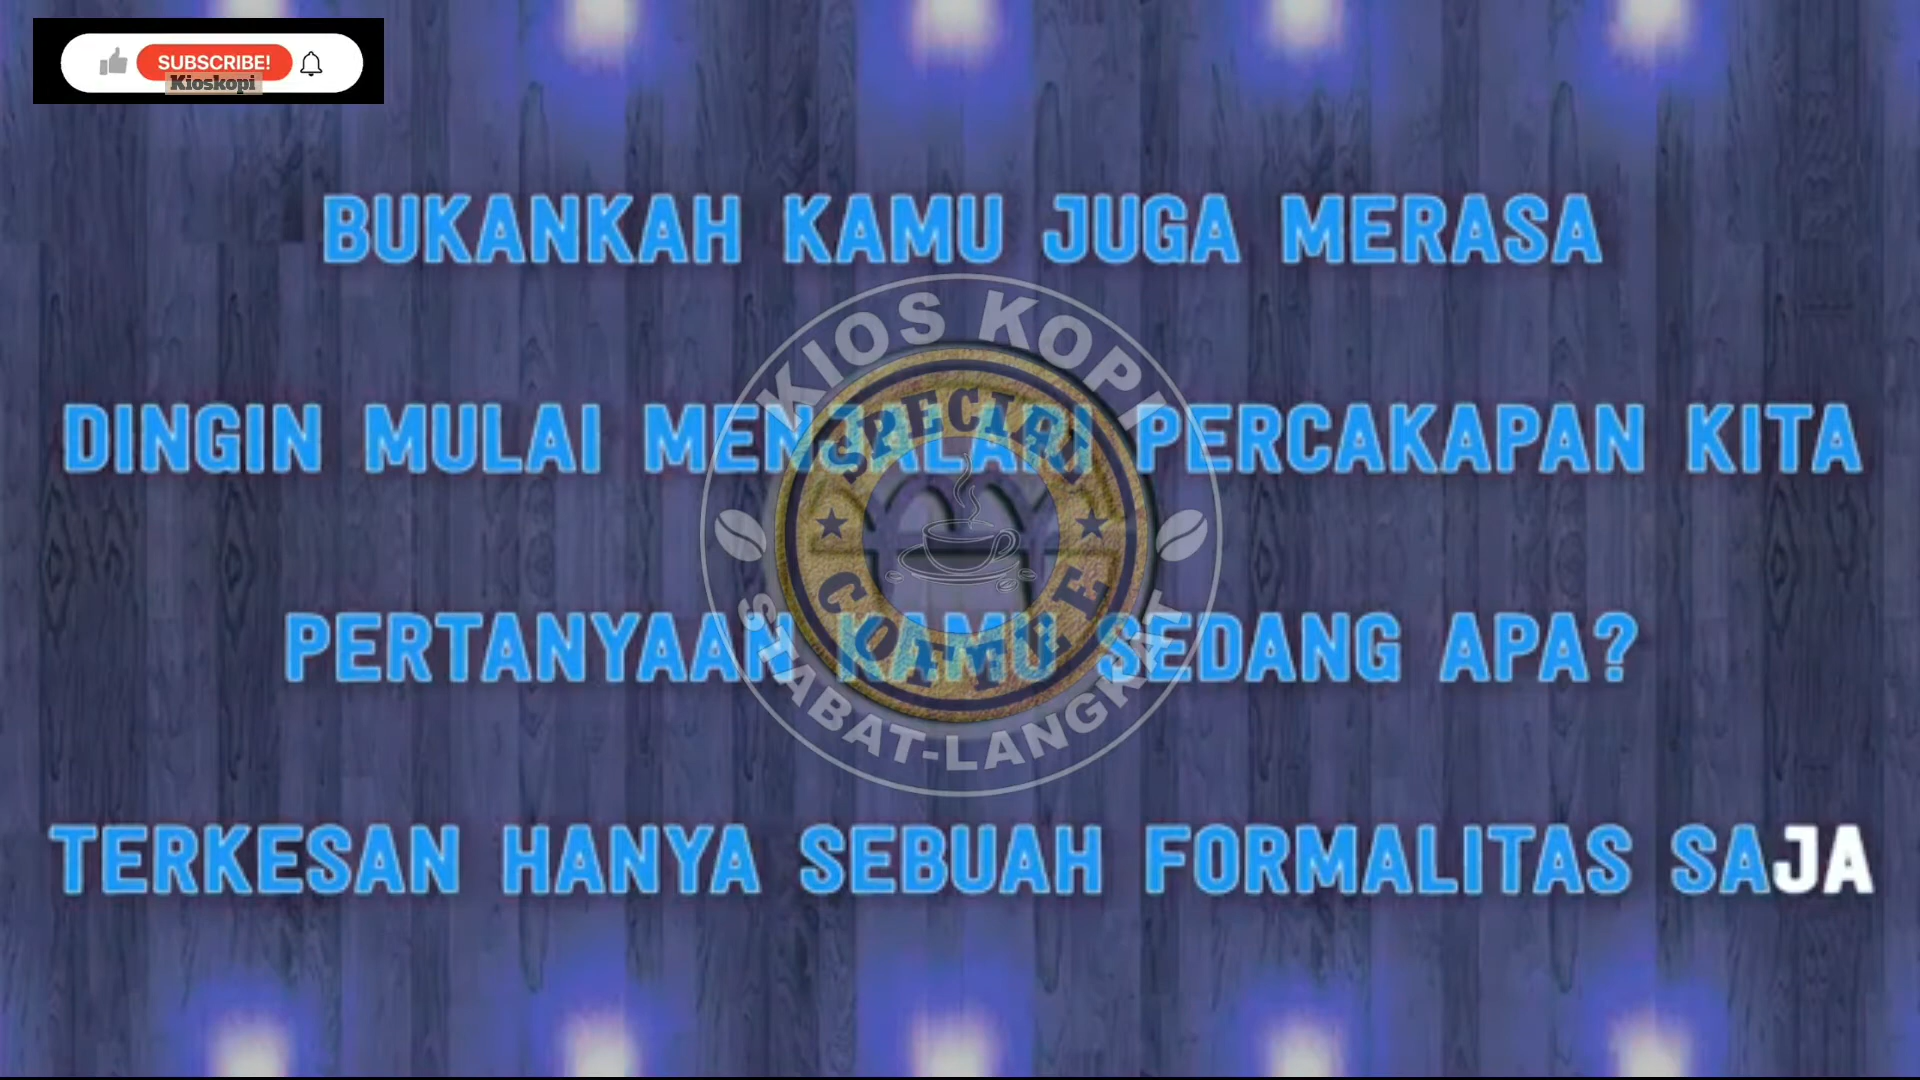 SUBSCRIBE!
Kioskopi
BUKANKAH KAMU JUGA MERASA
KIOS KOPI
DINGIN MULAI MENJALARI PERCAKAPAN KITA
SPECIAL
COFFEE
PERTANYAAN KAMU SEDANG APA?
STABAT-LANGKAT
TERKESAN HANYA SEBUAH FORMALITAS SAJA